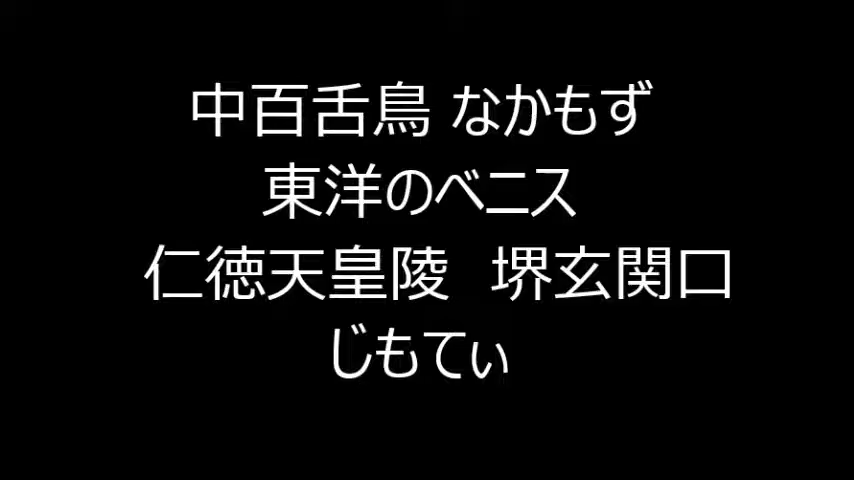 中百舌鳥 なかもず
東洋のベニス
仁徳天皇陵 堺玄関口
じもてぃ